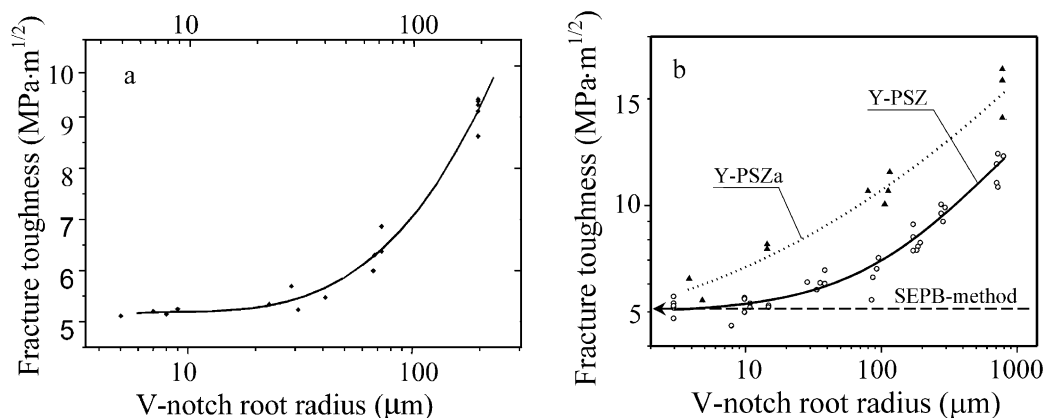 10 100
a
Fracture toughness (MPa·m1/2)
10
9
8
7
6
5
10 100
V-notch root radius (μm)
b
Fracture toughness (MPa·m1/2)
15
10
5
Y-PSZ
Y-PSZa
SEPB-method
10 100 1000
V-notch root radius (μm)